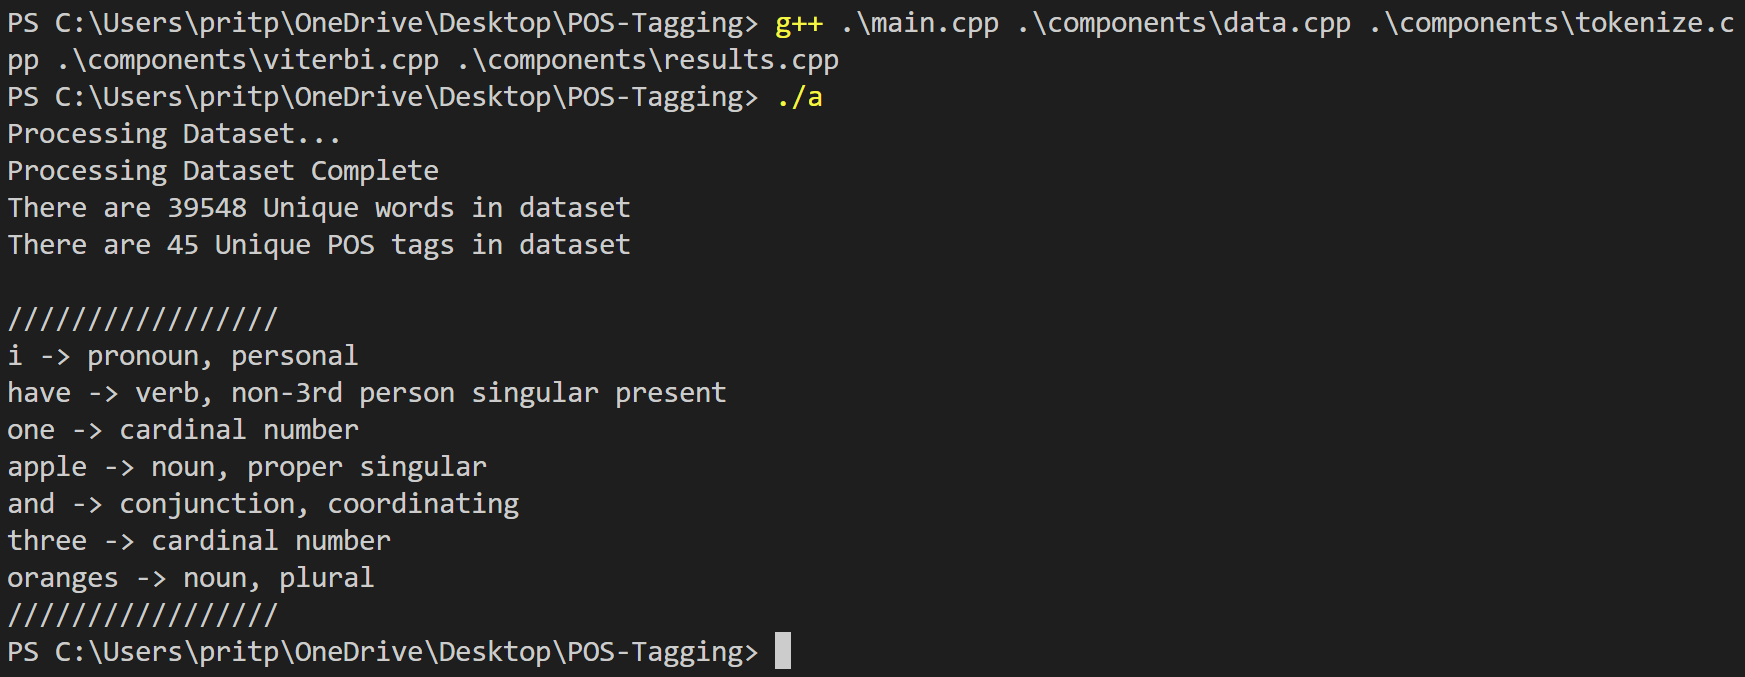 PS C:\Users\pritp\OneDrive\Desktop\POS-Tagging> g++ .\main.cpp .\components\data.cpp .\components\tokenize.c
pp .\components\viterbi.cpp .\components\results.cpp
PS C:\Users\pritp\OneDrive\Desktop\POS-Tagging> ./a
Processing Dataset...
Processing Dataset Complete
There are 39548 Unique words in dataset
There are 45 Unique POS tags in dataset
/////////////////
i -> pronoun, personal
have -> verb, non-3rd person singular present
one -> cardinal number
apple -> noun, proper singular
and -> conjunction, coordinating
three -> cardinal number
oranges -> noun, plural
/////////////////
PS C:\Users\pritp\OneDrive\Desktop\POS-Tagging>